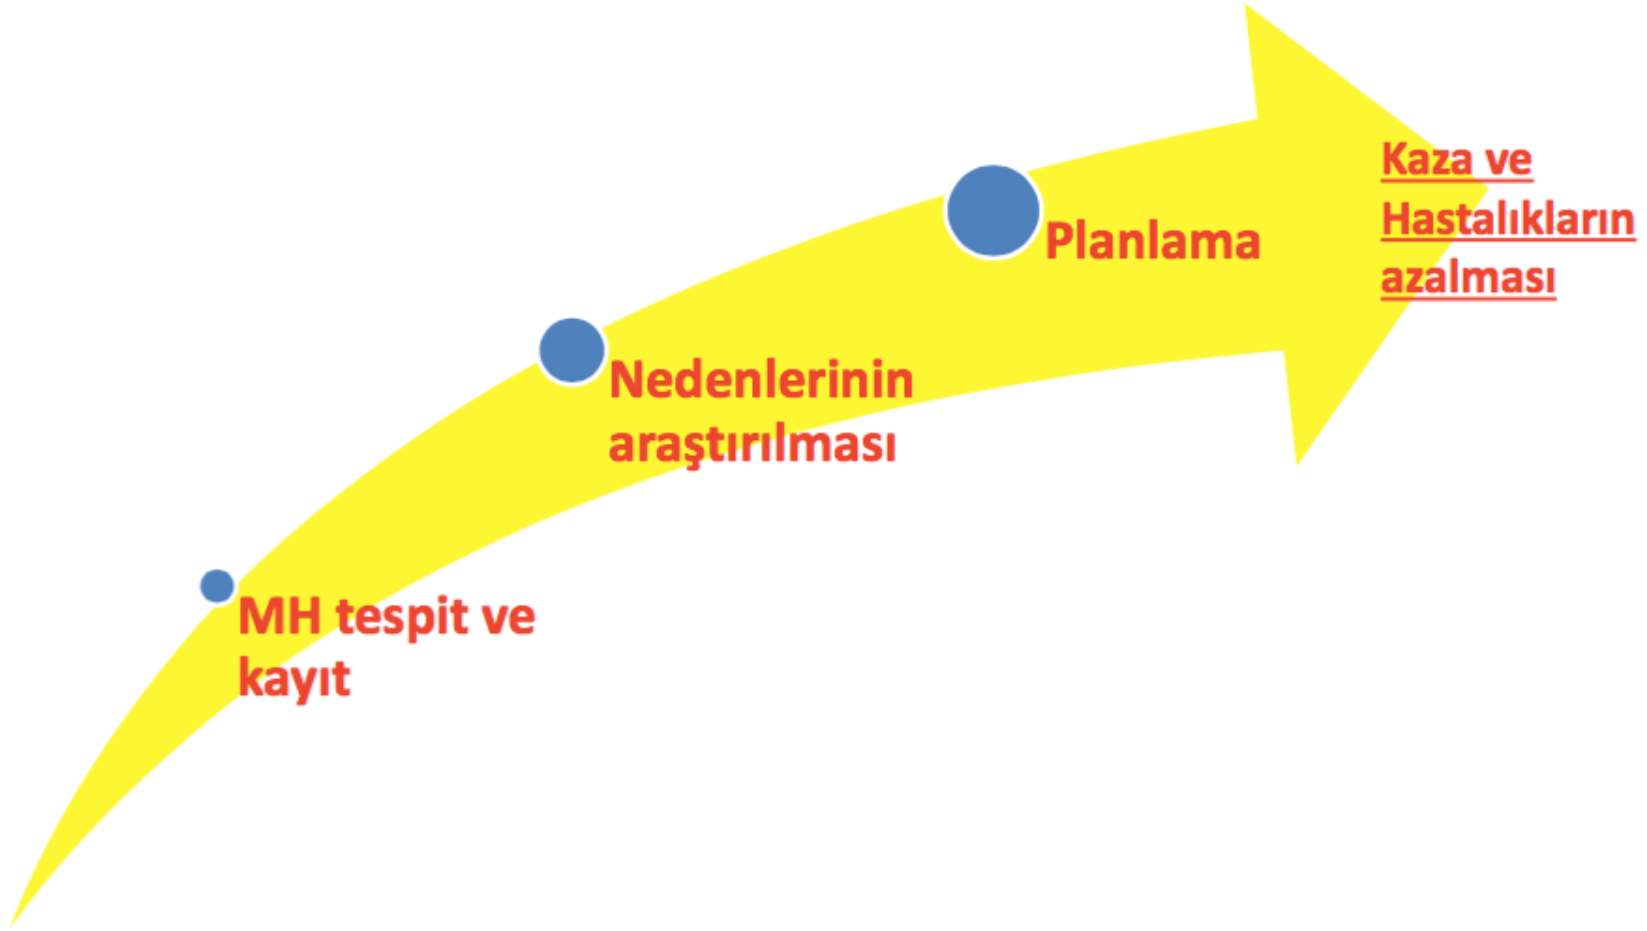 Kaza ve
Hastalıkların
azalması
Planlama
Nedenlerinin
araştırılması
MH tespit ve
kayıt